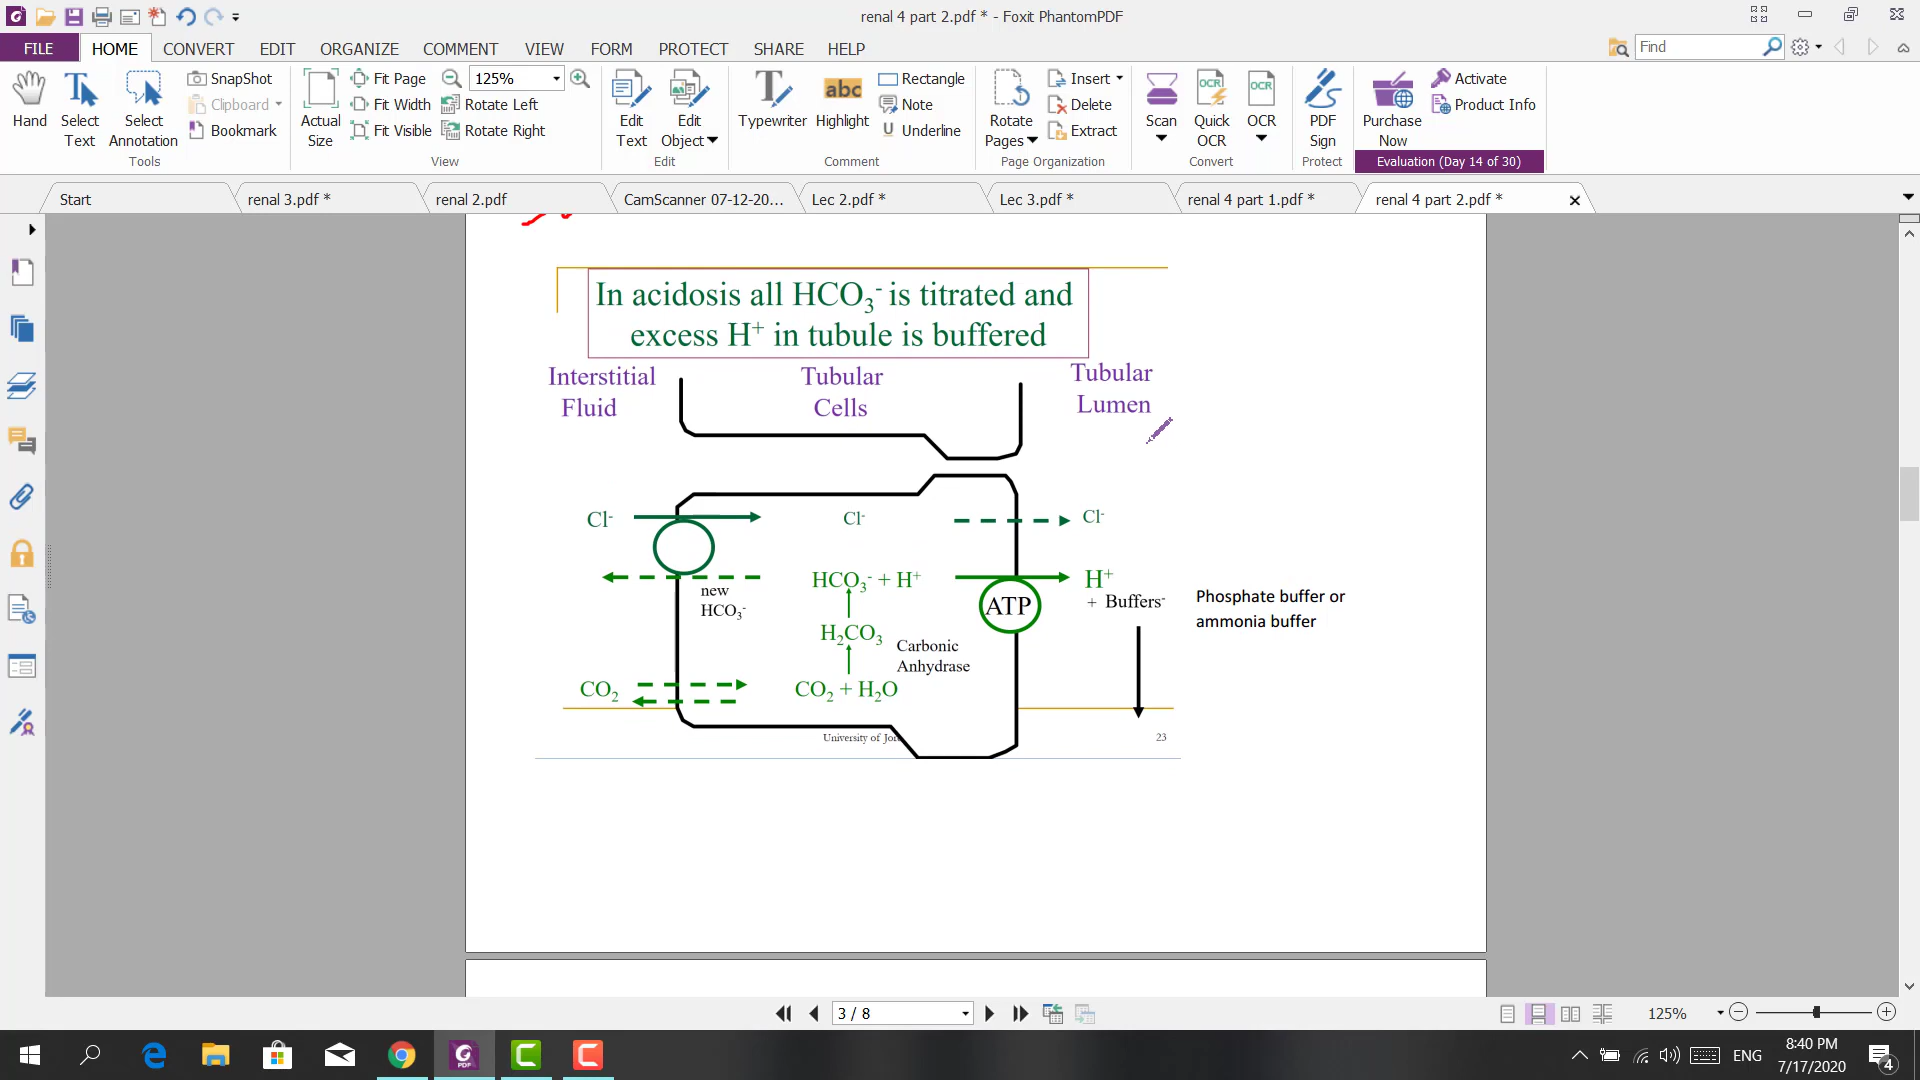 renal 4 part 2.pdf * - Foxit PhantomPDF
FILE HOME CONVERT EDIT ORGANIZE COMMENT VIEW FORM PROTECT SHARE HELP Find
Hand
Select Text
Select Annotation
SnapShot
Clipboard
Bookmark
Tools
Actual Size
Fit Page
Fit Width
Fit Visible
125%
Rotate Left
Rotate Right
View
Edit Text
Edit Object
Edit
Typewriter
abc
Highlight
Rectangle
Note
Underline
Comment
Rotate Pages
Insert
Delete
Extract
Page Organization
Scan
OCR
Quick OCR
OCR
OCR
Convert
PDF Sign
Protect
Purchase Now
Activate
Product Info
Evaluation (Day 14 of 30)
Start
renal 3.pdf *
renal 2.pdf
CamScanner 07-12-20...
Lec 2.pdf *
Lec 3.pdf *
renal 4 part 1.pdf *
renal 4 part 2.pdf *
In acidosis all HCO₃⁻ is titrated and
excess H⁺ in tubule is buffered
Interstitial
Fluid
Tubular
Cells
Tubular
Lumen
Cl⁻
Cl⁻
Cl⁻
new
HCO₃⁻
HCO₃⁻ + H⁺
ATP
H⁺
+ Buffers⁻
Phosphate buffer or
ammonia buffer
H₂CO₃
Carbonic
Anhydrase
CO₂
CO₂ + H₂O
University of Jor
23
3 / 8
125%
PDF
ENG
8:40 PM
7/17/2020
4